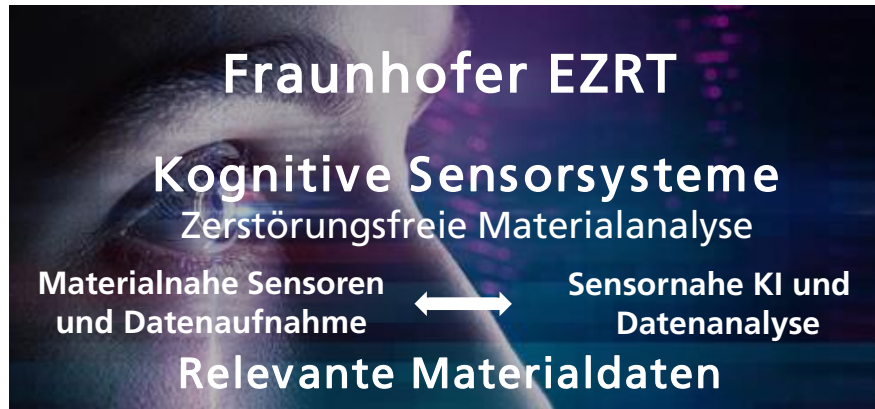 Fraunhofer EZRT
Kognitive Sensorsysteme
Zerstörungsfreie Materialanalyse
Materialnahe Sensoren
und Datenaufnahme
Sensornahe KI und
Datenanalyse
Relevante Materialdaten